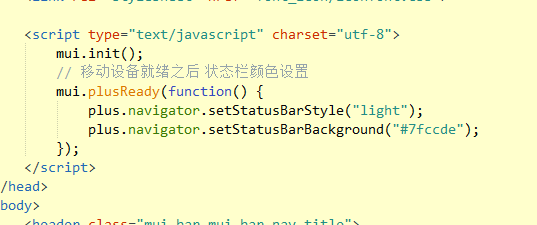 <script type="text/javascript" charset="utf-8">
mui.init();
// 移动设备就绪之后 状态栏颜色设置
mui.plusReady(function() {
plus.navigator.setStatusBarStyle("light");
plus.navigator.setStatusBarBackground("#7fccde");
});
</script>
/head>
body>
<header class="mui-bar mui-bar-nav title">